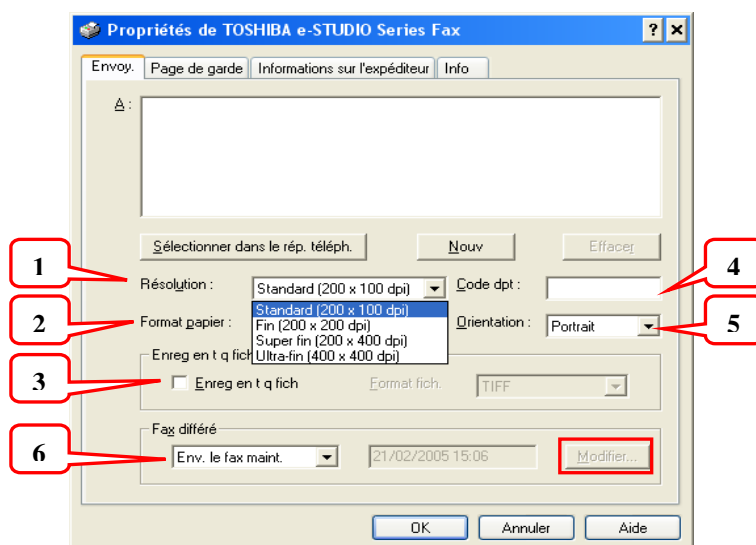 Propriétés de TOSHIBA e-STUDIO Series Fax
Envoy. Page de garde Informations sur l'expéditeur Info
A :
Sélectionner dans le rép. téléph. Nouv Effacer
1
Résolution : Standard (200 x 100 dpi) Code dpt :
4
Standard (200 x 100 dpi)
2
Format papier : Fin (200 x 200 dpi) Orientation : Portrait
5
Super fin (200 x 400 dpi)
Enreg en t q fich Ultra-fin (400 x 400 dpi)
3
Enreg en t q fich Format fich. TIFF
Fax différé
6
Env. le fax maint. 21/02/2005 15:06 Modifier...
OK Annuler Aide